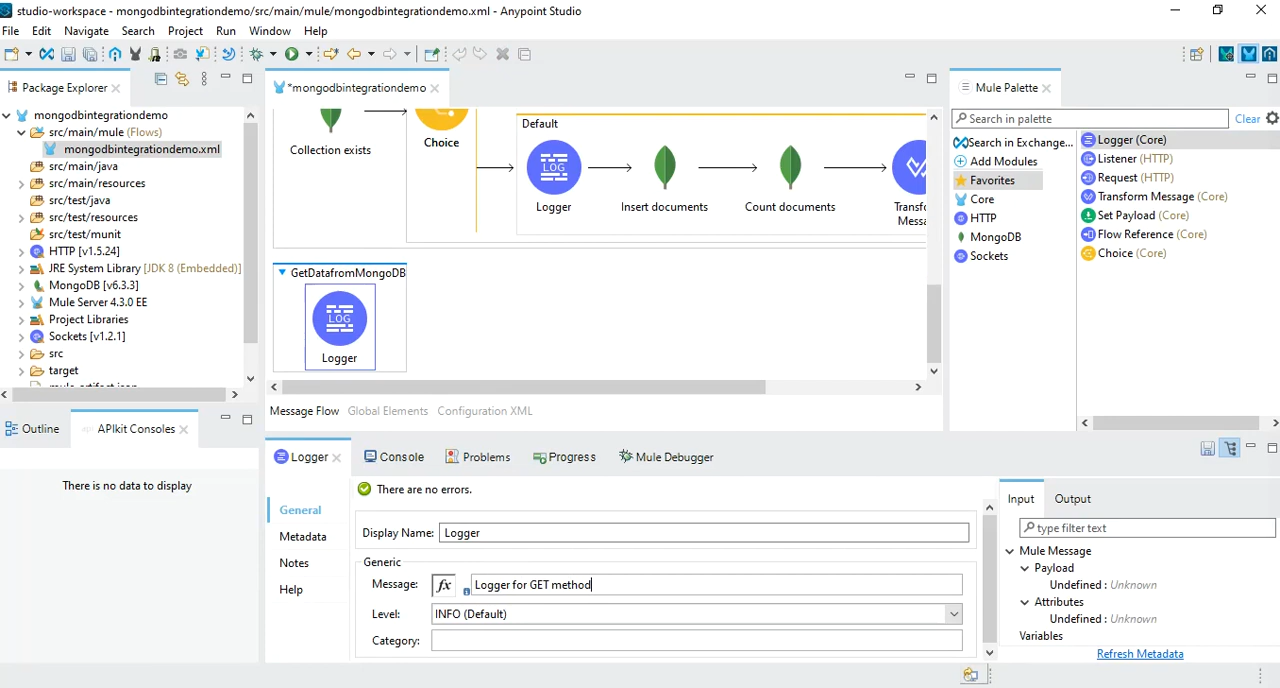 studio-workspace - mongodbintegrationdemo/src/main/mule/mongodbintegrationdemo.xml - Anypoint Studio
File Edit Navigate Search Project Run Window Help
Package Explorer
mongodbintegrationdemo
src/main/mule (Flows)
mongodbintegrationdemo.xml
src/main/java
src/main/resources
src/test/java
src/test/resources
src/test/munit
HTTP [v1.5.24]
JRE System Library [JDK 8 (Embedded)]
MongoDB [v6.3.3]
Mule Server 4.3.0 EE
Project Libraries
Sockets [v1.2.1]
src
target
mule-artifact.json
Outline
APIkit Consoles
There is no data to display
*mongodbintegrationdemo
Collection exists
Choice
Default
LOG
Logger
Insert documents
Count documents
Transf
Messa
GetDatafromMongoDB
LOG
Logger
Message Flow Global Elements Configuration XML
Mule Palette
Search in palette
Clear
Search in Exchange...
Add Modules
Favorites
Core
HTTP
MongoDB
Sockets
Logger (Core)
Listener (HTTP)
Request (HTTP)
Transform Message (Core)
Set Payload (Core)
Flow Reference (Core)
Choice (Core)
Logger
Console
Problems
Progress
Mule Debugger
There are no errors.
General
Metadata
Notes
Help
Display Name: Logger
Generic
Message: fx Logger for GET method
Level: INFO (Default)
Category:
Input
Output
type filter text
Mule Message
Payload
Undefined : Unknown
Attributes
Undefined : Unknown
Variables
Refresh Metadata